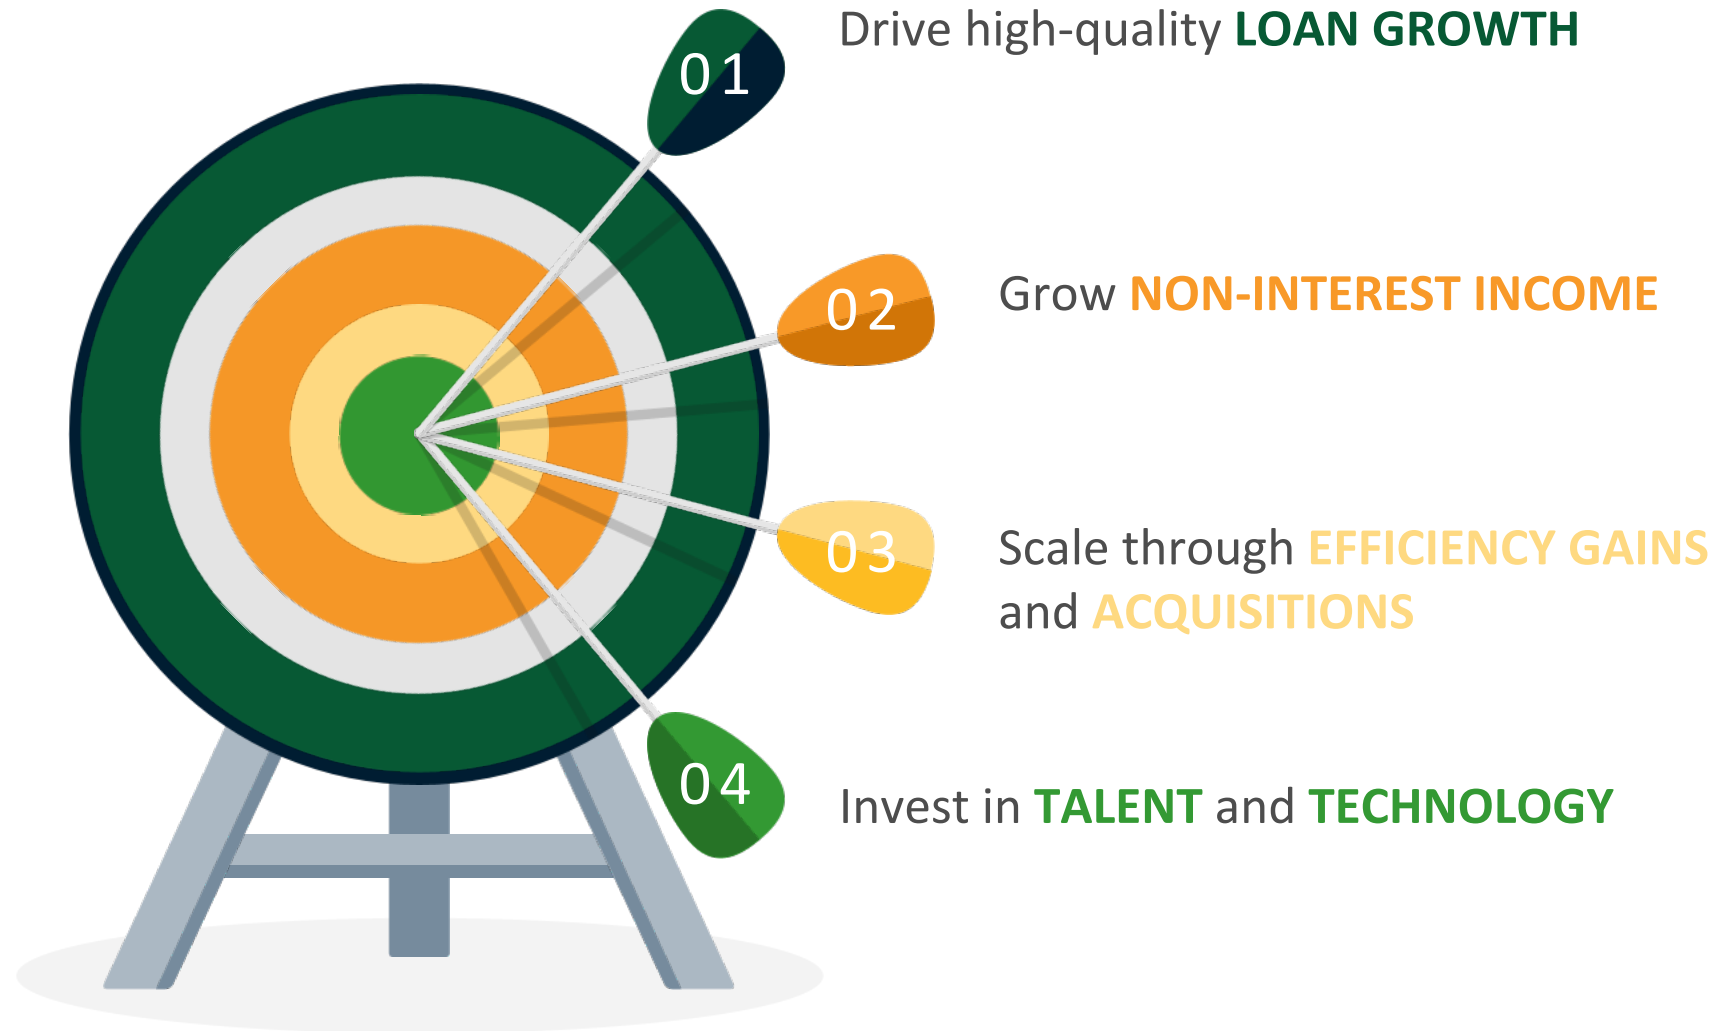 01
Drive high-quality LOAN GROWTH
02
Grow NON-INTEREST INCOME
03
Scale through EFFICIENCY GAINS
and ACQUISITIONS
04
Invest in TALENT and TECHNOLOGY